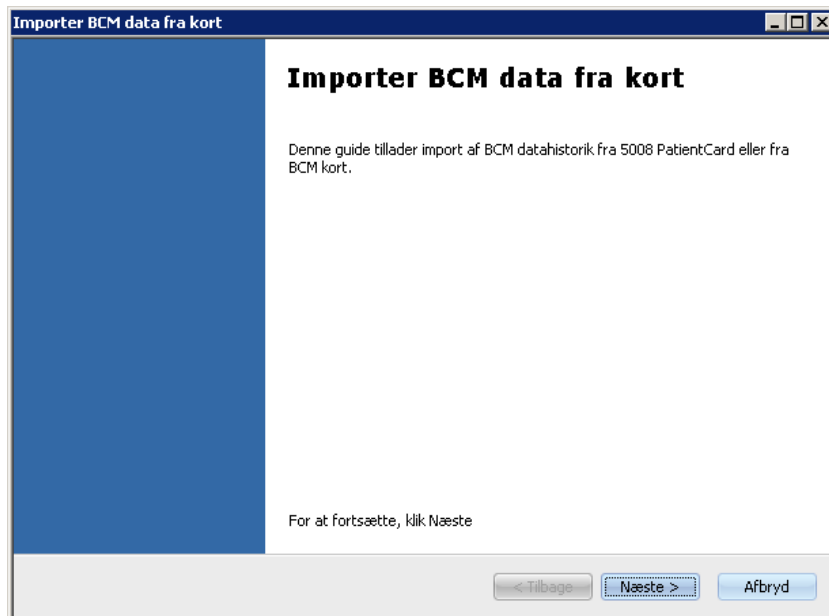 Importer BCM data fra kort
Importer BCM data fra kort
Denne guide tillader import af BCM datahistorik fra 5008 PatientCard eller fra
BCM kort.
For at fortsætte, klik Næste
< Tilbage
Næste >
Afbryd